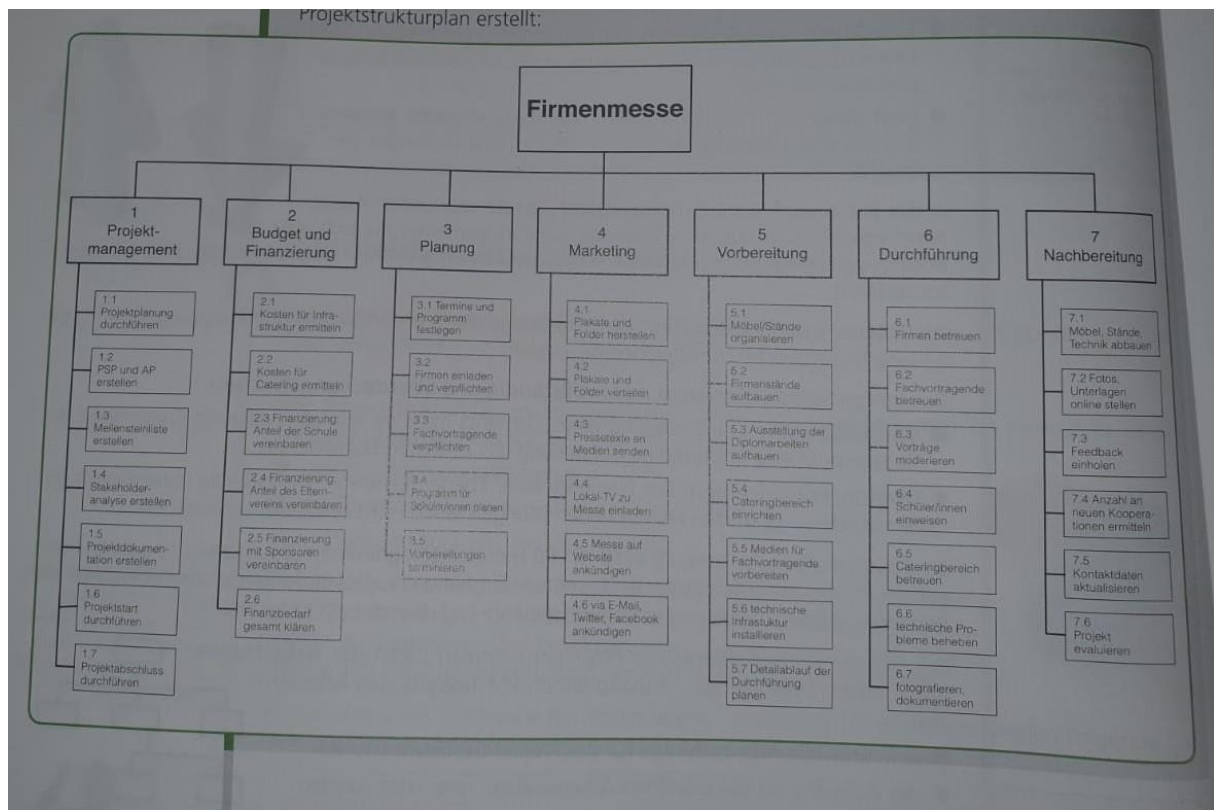 Projektstrukturplan erstellt:
Firmenmesse
1
Projekt-
management
1.1
Projektplanung
durchführen
1.2
PSP und AP
erstellen
1.3
Meilensteinliste
erstellen
1.4
Stakeholder-
analyse erstellen
1.5
Projektdokumen-
tation erstellen
1.6
Projektstart
durchführen
1.7
Projektabschluss
durchführen
2
Budget und
Finanzierung
2.1
Kosten für Infra-
struktur ermitteln
2.2
Kosten für
Catering ermitteln
2.3 Finanzierung:
Anteil der Schule
vereinbaren
2.4 Finanzierung:
Anteil des Eltern-
vereins vereinbaren
2.5 Finanzierung
mit Sponsoren
vereinbaren
2.6
Finanzbedarf
gesamt klären
3
Planung
3.1 Termine und
Programm
festlegen
3.2
Firmen einladen
und verpflichten
3.3
Fachvortragende
verpflichten
3.4
Programm für
Schüler/innen planen
3.5
Vorbereitungen
terminieren
4
Marketing
4.1
Plakate und
Folder herstellen
4.2
Plakate und
Folder verteilen
4.3
Pressetexte an
Medien senden
4.4
Lokal-TV zu
Messe einladen
4.5 Messe auf
Website
ankündigen
4.6 via E-Mail,
Twitter, Facebook
ankündigen
5
Vorbereitung
5.1
Möbel/Stände
organisieren
5.2
Firmenstände
aufbauen
5.3 Ausstellung der
Diplomarbeiten
aufbauen
5.4
Cateringbereich
einrichten
5.5 Medien für
Fachvortragende
vorbereiten
5.6 technische
Infrastuktur
installieren
5.7 Detailablauf der
Durchführung
planen
6
Durchführung
6.1
Firmen betreuen
6.2
Fachvortragende
betreuen
6.3
Vorträge
moderieren
6.4
Schüler/innen
einweisen
6.5
Cateringbereich
betreuen
6.6
technische Pro-
bleme beheben
6.7
fotografieren,
dokumentieren
7
Nachbereitung
7.1
Möbel, Stände,
Technik abbauen
7.2 Fotos,
Unterlagen
online stellen
7.3
Feedback
einholen
7.4 Anzahl an
neuen Koopera-
tionen ermitteln
7.5
Kontaktdaten
aktualisieren
7.6
Projekt
evaluieren